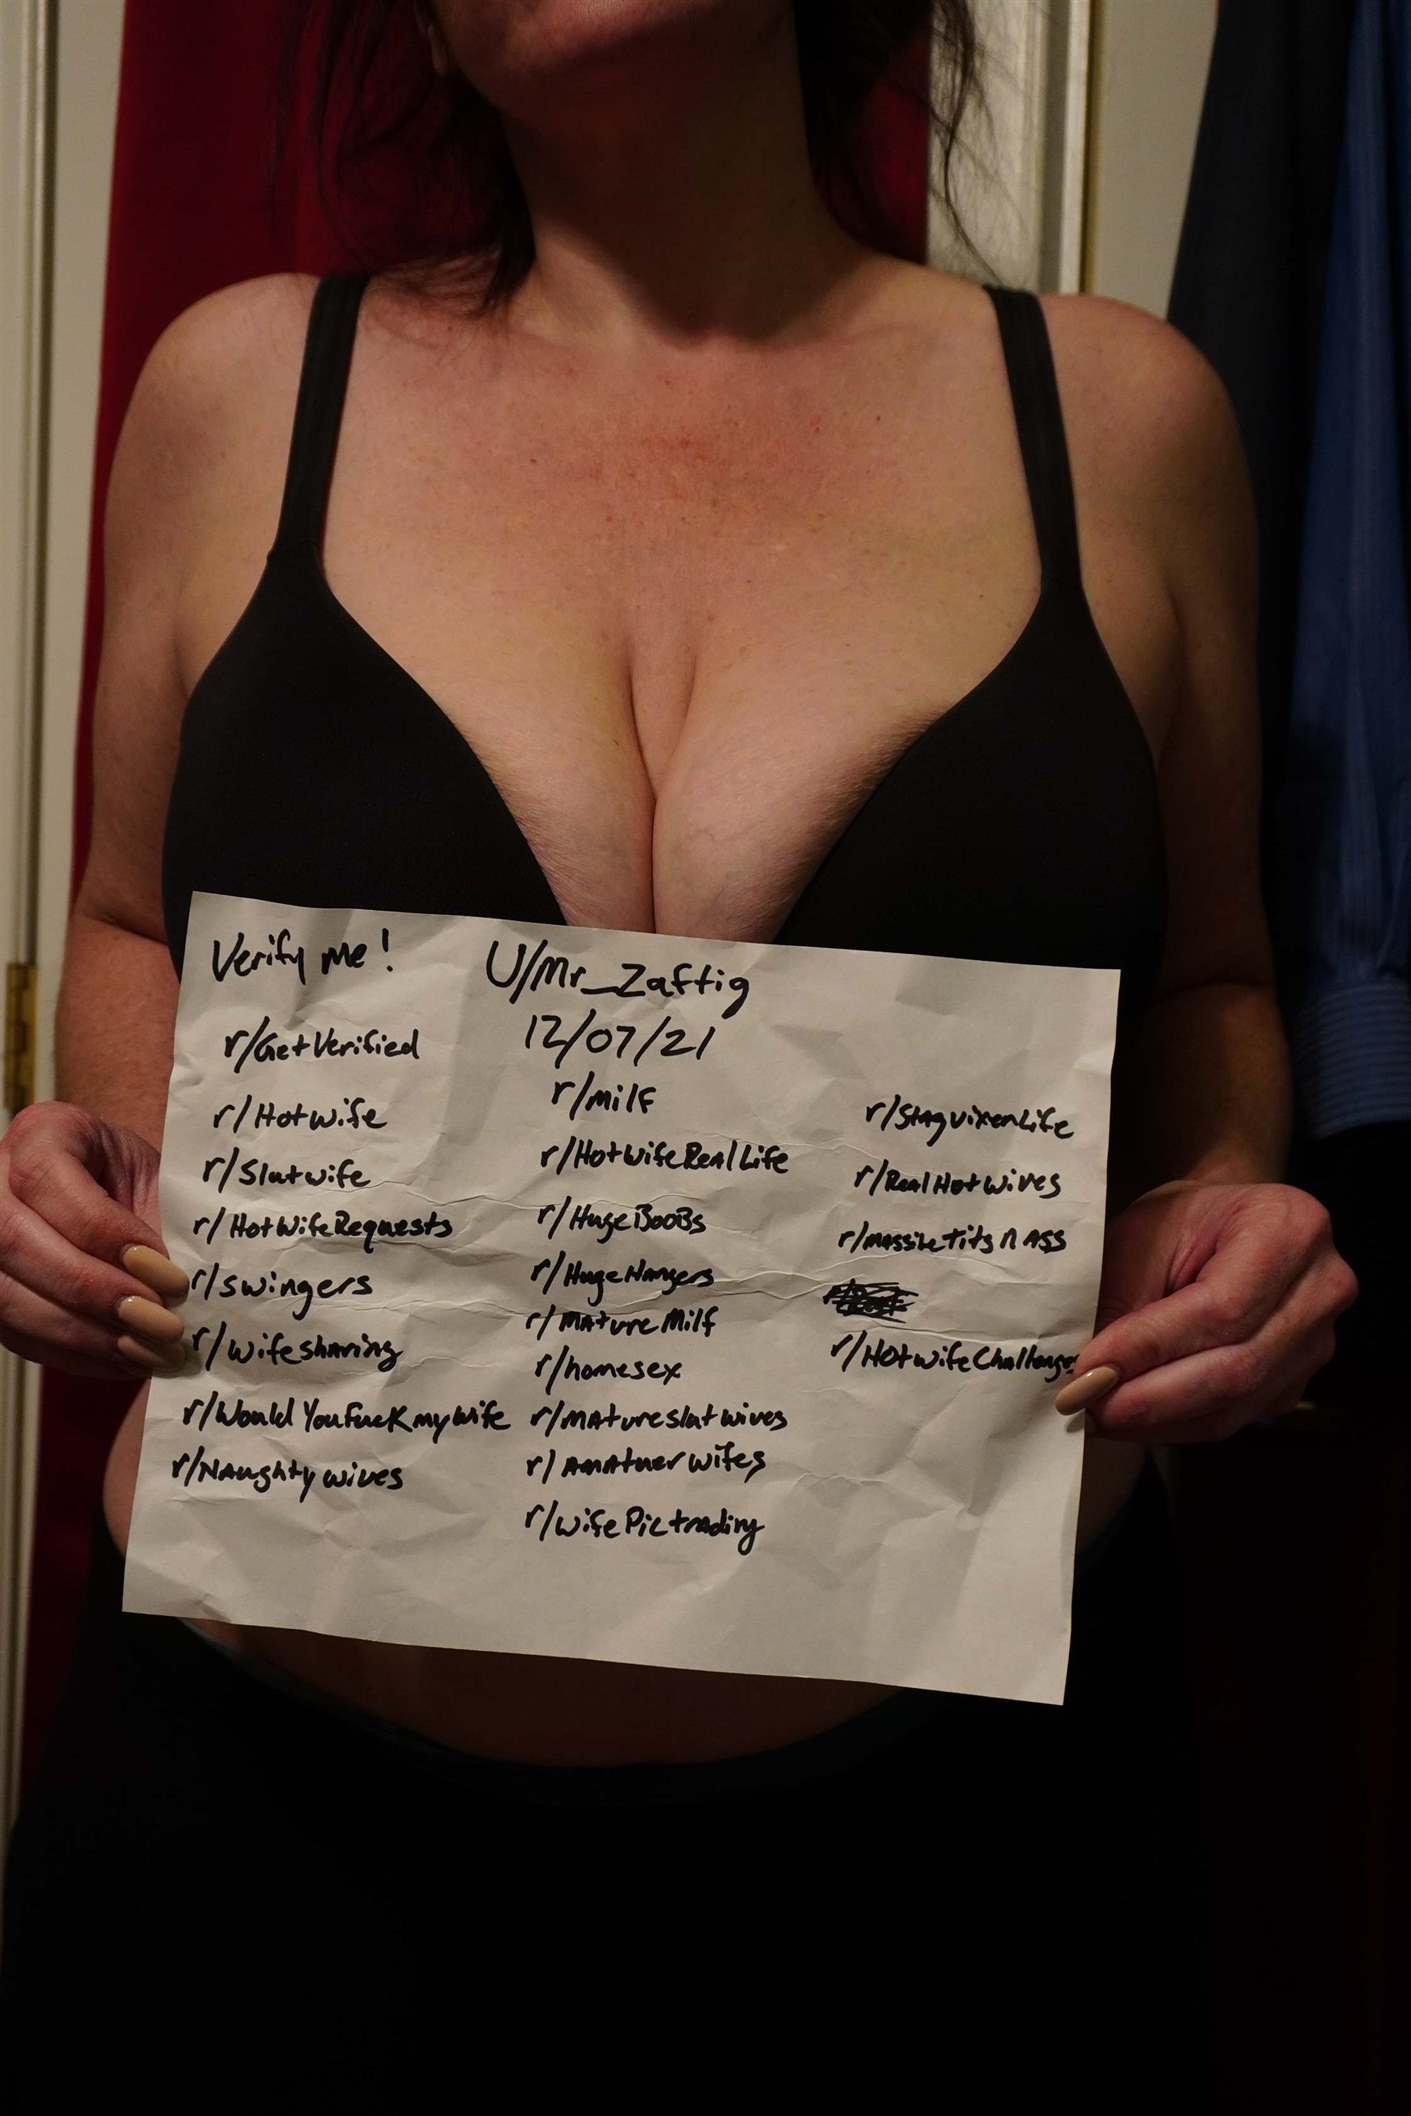 Verify me!
U/Mr_Zaftig
12/07/21
r/GetVerified
r/Hotwife
r/Slutwife
r/HotWifeRequests
r/swingers
r/wifesharing
r/WouldYouFuckmywife
r/Naughtywives
r/milf
r/HotwifeRealLife
r/HugeBooBs
r/HugeHangers
r/MatureMilf
r/homesex
r/Matureslutwives
r/Amatuerwifes
r/wifePictrading
r/StagvixenLife
r/RealHotwives
r/MassiveTitsnAss
r/HotwifeChallenge